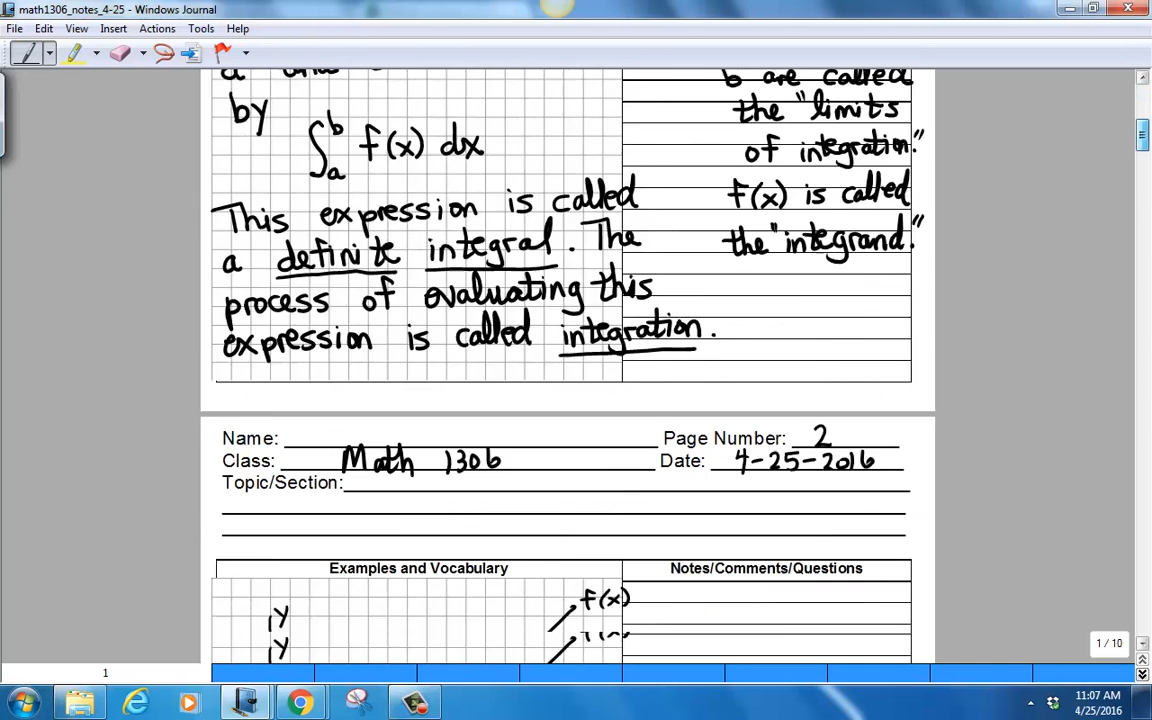 math1306_notes_4-25 - Windows Journal
File Edit View Insert Actions Tools Help
by
∫_a^b f(x) dx
This expression is called
a definite integral. The
process of evaluating this
expression is called integration.
b are called
the "limits
of integration."
f(x) is called
the "integrand."
Name: Page Number: 2
Class: Math 1306 Date: 4-25-2016
Topic/Section:
Examples and Vocabulary Notes/Comments/Questions
y f(x)
y
1 / 10
1
11:07 AM
4/25/2016